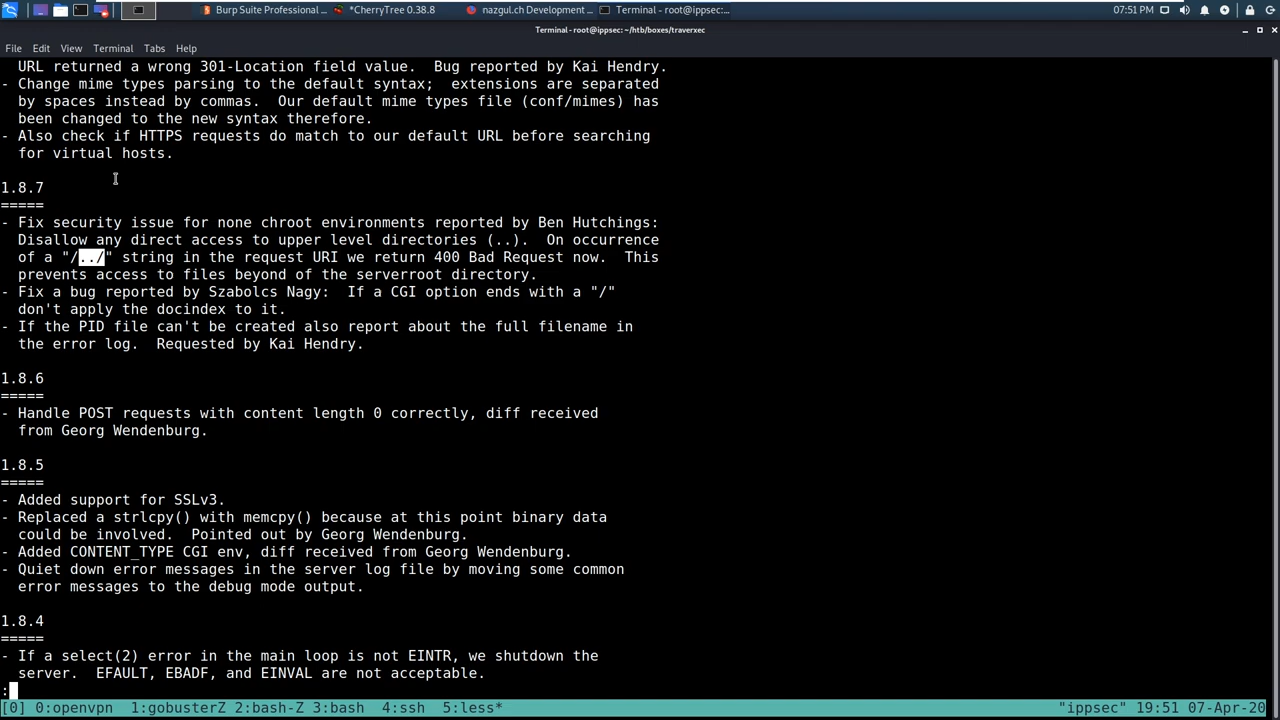 Burp Suite Professional ...
*CherryTree 0.38.8
nazgul.ch Development ...
Terminal - root@ippsec:...
07:51 PM
Terminal - root@ippsec: ~/htb/boxes/traverxec
File Edit View Terminal Tabs Help
URL returned a wrong 301-Location field value.  Bug reported by Kai Hendry.
- Change mime types parsing to the default syntax;  extensions are separated
by spaces instead by commas.  Our default mime types file (conf/mimes) has
been changed to the new syntax therefore.
- Also check if HTTPS requests do match to our default URL before searching
for virtual hosts.
1.8.7
=====
- Fix security issue for none chroot environments reported by Ben Hutchings:
Disallow any direct access to upper level directories (..).  On occurrence
of a "/../" string in the request URI we return 400 Bad Request now.  This
prevents access to files beyond of the serverroot directory.
- Fix a bug reported by Szabolcs Nagy:  If a CGI option ends with a "/"
don't apply the docindex to it.
- If the PID file can't be created also report about the full filename in
the error log.  Requested by Kai Hendry.
1.8.6
=====
- Handle POST requests with content length 0 correctly, diff received
from Georg Wendenburg.
1.8.5
=====
- Added support for SSLv3.
- Replaced a strlcpy() with memcpy() because at this point binary data
could be involved.  Pointed out by Georg Wendenburg.
- Added CONTENT_TYPE CGI env, diff received from Georg Wendenburg.
- Quiet down error messages in the server log file by moving some common
error messages to the debug mode output.
1.8.4
=====
- If a select(2) error in the main loop is not EINTR, we shutdown the
server.  EFAULT, EBADF, and EINVAL are not acceptable.
:
[0] 0:openvpn  1:gobusterZ 2:bash-Z 3:bash  4:ssh  5:less* "ippsec" 19:51 07-Apr-20